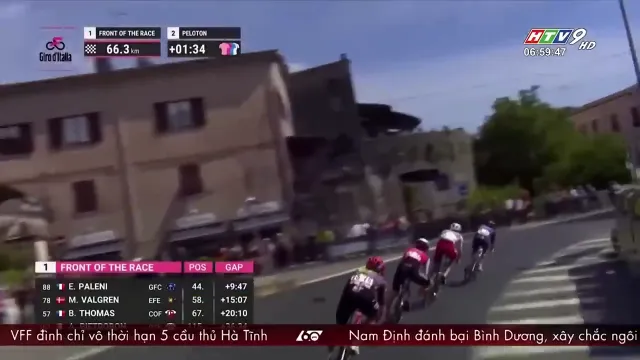 1 FRONT OF THE RACE
66.3 km
2 PELOTON
+01:34
Giro d'Italia
HTV9 HD
06:59:47
1 FRONT OF THE RACE POS GAP
88 E. PALENI GFC 44. +9:47
78 M. VALGREN EFE 58. +15:07
57 B. THOMAS COF 67. +20:10
VFF đình chỉ vô thời hạn 5 cầu thủ Hà Tĩnh
60
Nam Định đánh bại Bình Dương, xây chắc ngôi